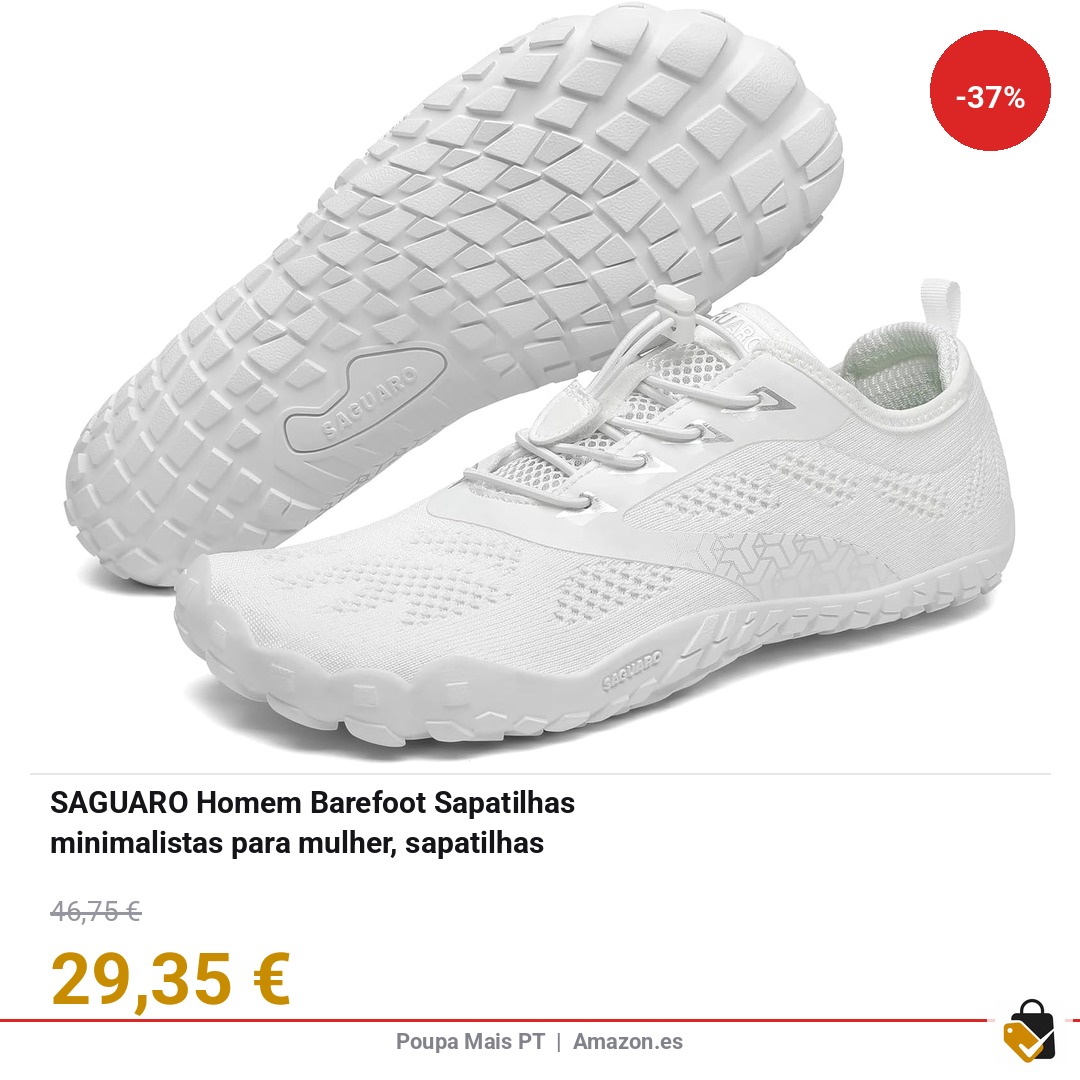 -37%
SAGUARO
SAGUARO
SAGUARO Homem Barefoot Sapatilhas
minimalistas para mulher, sapatilhas
46,75 €
29,35 €
Poupa Mais PT | Amazon.es